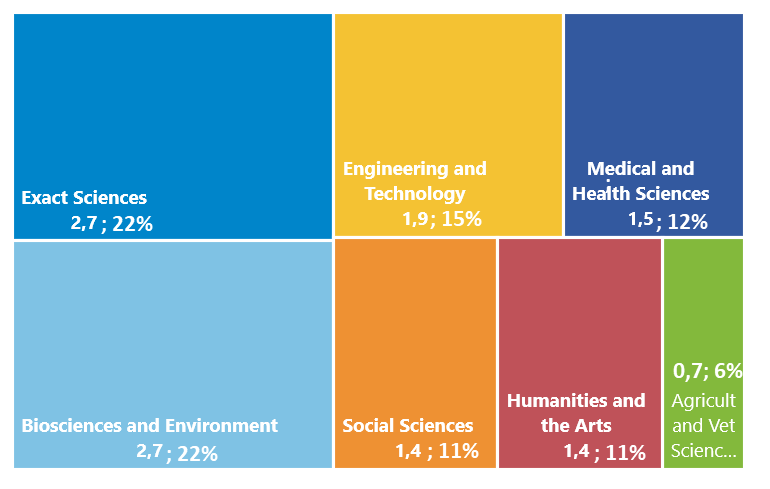 Exact Sciences
2,7 ; 22%
Engineering and
Technology
1,9; 15%
Medical and
Health Sciences
1,5 ; 12%
Biosciences and Environment
2,7 ; 22%
Social Sciences
1,4 ; 11%
Humanities and
the Arts
1,4 ; 11%
0,7; 6%
Agricult
and Vet
Scienc...